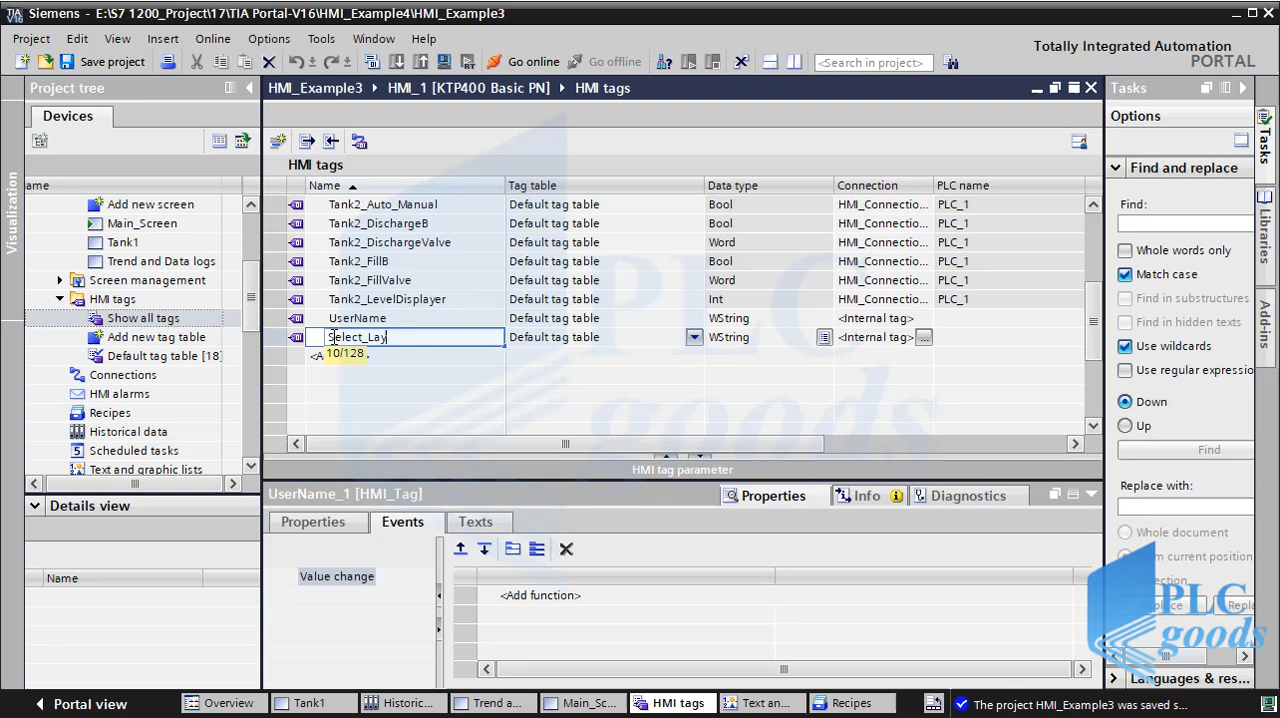 Siemens - E:\S7 1200_Project\17\TIA Portal-V16\HMI_Example4\HMI_Example3
Project Edit View Insert Online Options Tools Window Help
Totally Integrated Automation
PORTAL
Save project Go online Go offline <Search in project>
Project tree
HMI_Example3 HMI_1 [KTP400 Basic PN] HMI tags
Tasks
Devices
Options
Visualization
HMI tags
Find and replace
ame
Name Tag table Data type Connection PLC name
Add new screen
Main_Screen
Tank1
Trend and Data logs
Screen management
HMI tags
Show all tags
Add new tag table
Default tag table [18]
Connections
HMI alarms
Recipes
Historical data
Scheduled tasks
Text and graphic lists
Tank2_Auto_Manual Default tag table Bool HMI_Connectio... PLC_1
Tank2_DischargeB Default tag table Bool HMI_Connectio... PLC_1
Tank2_DischargeValve Default tag table Word HMI_Connectio... PLC_1
Tank2_FillB Default tag table Bool HMI_Connectio... PLC_1
Tank2_FillValve Default tag table Word HMI_Connectio... PLC_1
Tank2_LevelDisplayer Default tag table Int HMI_Connectio... PLC_1
UserName Default tag table WString <Internal tag>
Select_Lay Default tag table WString <Internal tag> ...
<A
10/128
Find:
Whole words only
Match case
Find in substructures
Find in hidden texts
Use wildcards
Use regular expressio
Down
Up
Find
Replace with:
Whole document
From current position
Tasks
Libraries
Add-ins
PLC
goods
HMI tag parameter
Details view
Name
UserName_1 [HMI_Tag]
Properties Info Diagnostics
Properties Events Texts
Value change
<Add function>
PLC
goods
Languages & res...
Portal view Overview Tank1 Historic... Trend a... Main_Sc... HMI tags Text an... Recipes The project HMI_Example3 was saved s...